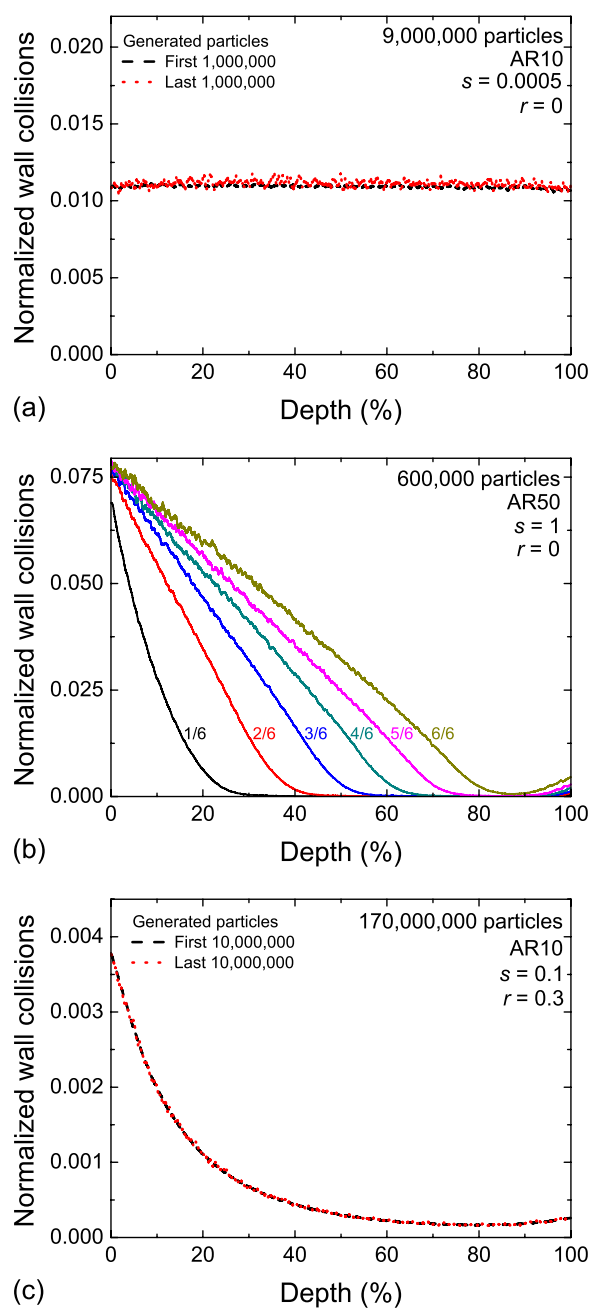 Normalized wall collisions
0.020
0.015
0.010
0.005
0.000
Generated particles
First 1,000,000
Last 1,000,000
9,000,000 particles
AR10
s = 0.0005
r = 0
0 20 40 60 80 100
Depth (%)
(a)
Normalized wall collisions
0.075
0.050
0.025
0.000
600,000 particles
AR50
s = 1
r = 0
1/6 2/6 3/6 4/6 5/6 6/6
0 20 40 60 80 100
Depth (%)
(b)
Normalized wall collisions
0.004
0.003
0.002
0.001
0.000
Generated particles
First 10,000,000
Last 10,000,000
170,000,000 particles
AR10
s = 0.1
r = 0.3
0 20 40 60 80 100
Depth (%)
(c)